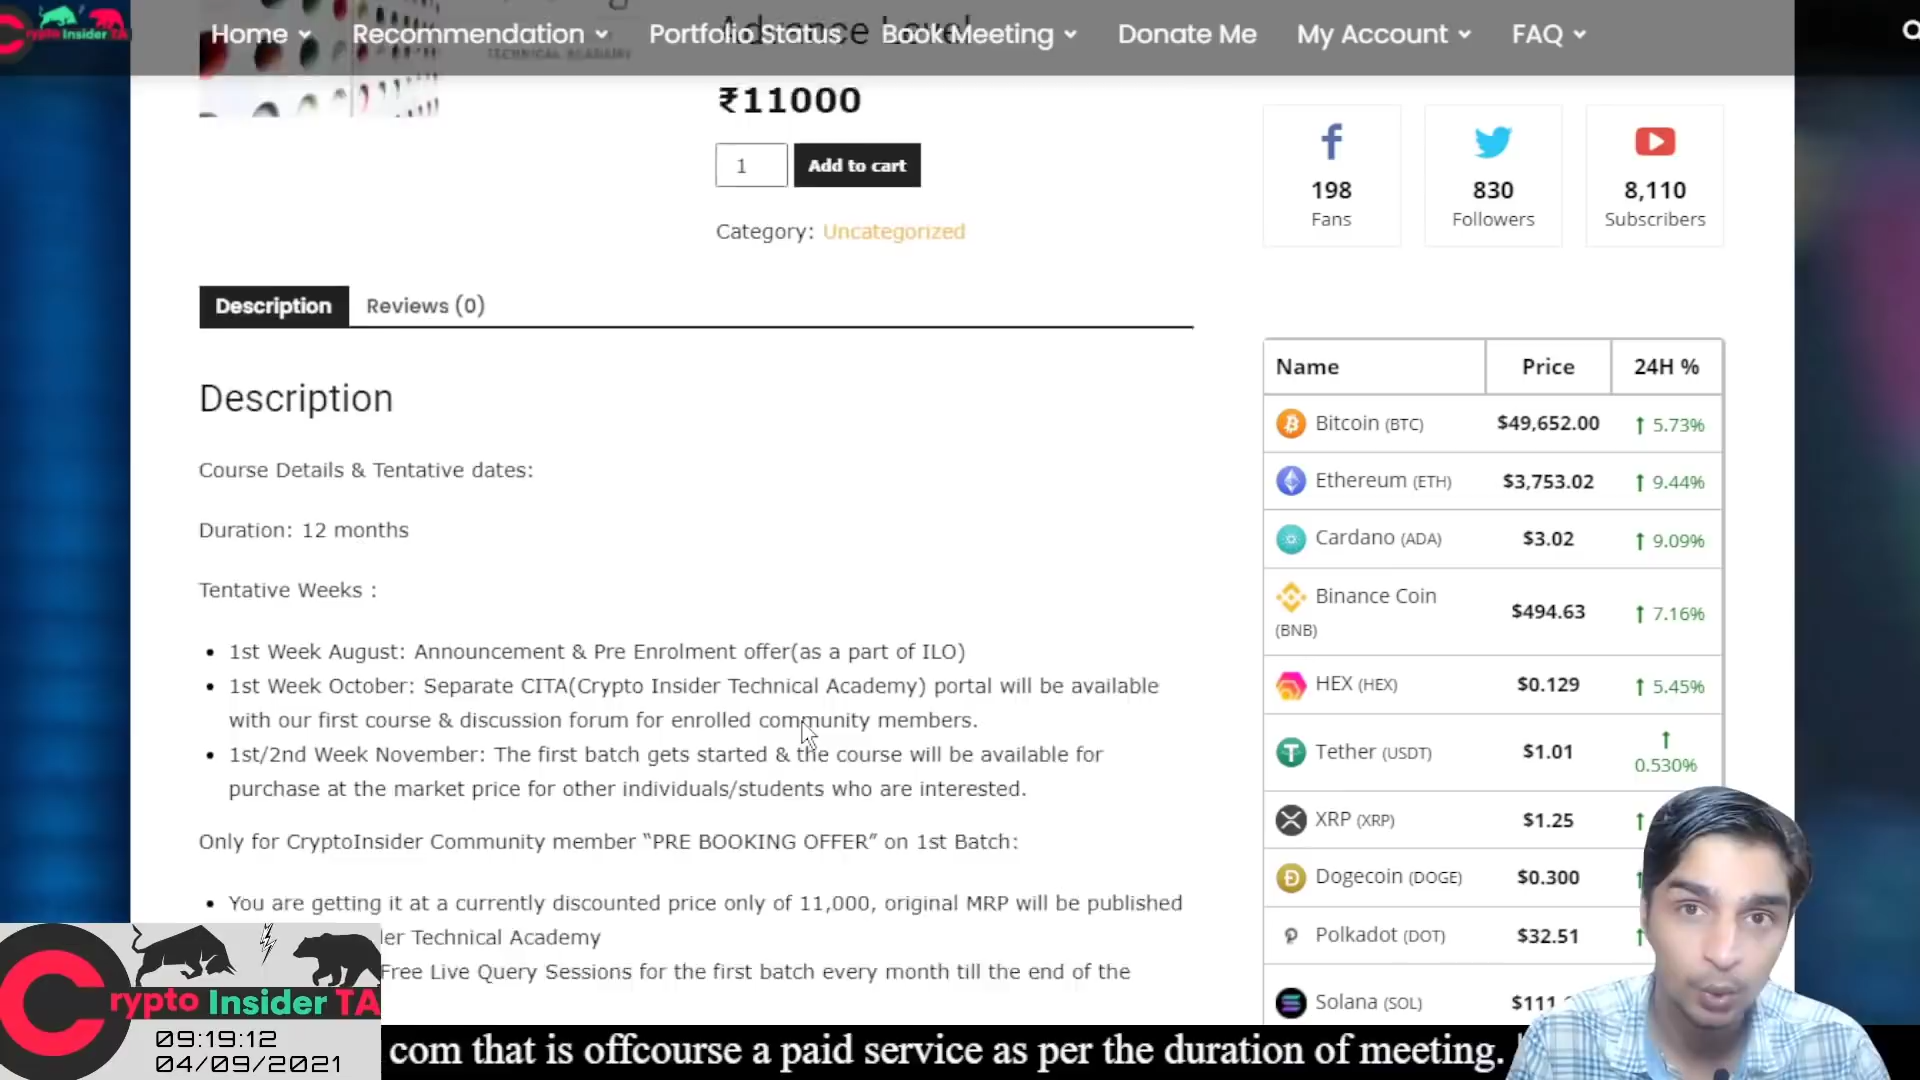 Crypto Insider TA
Home
Recommendation
Portfolio Status
Book Meeting
Donate Me
My Account
FAQ
Advance Level
TECHNICAL ACADEMY
₹11000
1
Add to cart
Category: Uncategorized
198
Fans
830
Followers
8,110
Subscribers
Description
Reviews (0)
Description
Course Details & Tentative dates:
Duration: 12 months
Tentative Weeks :
1st Week August: Announcement & Pre Enrolment offer(as a part of ILO)
1st Week October: Separate CITA(Crypto Insider Technical Academy) portal will be available
with our first course & discussion forum for enrolled community members.
1st/2nd Week November: The first batch gets started & the course will be available for
purchase at the market price for other individuals/students who are interested.
Only for CryptoInsider Community member “PRE BOOKING OFFER” on 1st Batch:
You are getting it at a currently discounted price only of 11,000, original MRP will be published
ler Technical Academy
Free Live Query Sessions for the first batch every month till the end of the
Name Price 24H %
Bitcoin (BTC) $49,652.00 ↑ 5.73%
Ethereum (ETH) $3,753.02 ↑ 9.44%
Cardano (ADA) $3.02 ↑ 9.09%
Binance Coin
(BNB) $494.63 ↑ 7.16%
HEX (HEX) $0.129 ↑ 5.45%
Tether (USDT) $1.01 ↑
0.530%
XRP (XRP) $1.25 ↑
Dogecoin (DOGE) $0.300 ↑
Polkadot (DOT) $32.51 ↑
Solana (SOL) $111.
Crypto Insider TA
09:19:12
04/09/2021
com that is offcourse a paid service as per the duration of meeting.